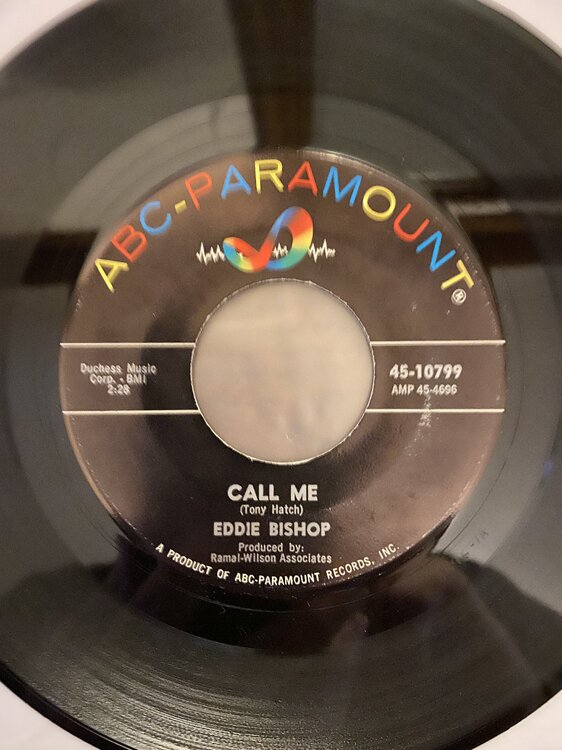 ABC-PARAMOUNT®
Duchess Music
Corp. - BMI
2:28
45-10799
AMP 45-4696
CALL ME
(Tony Hatch)
EDDIE BISHOP
Produced by:
Ramal-Wilson Associates
A PRODUCT OF ABC-PARAMOUNT RECORDS, INC.